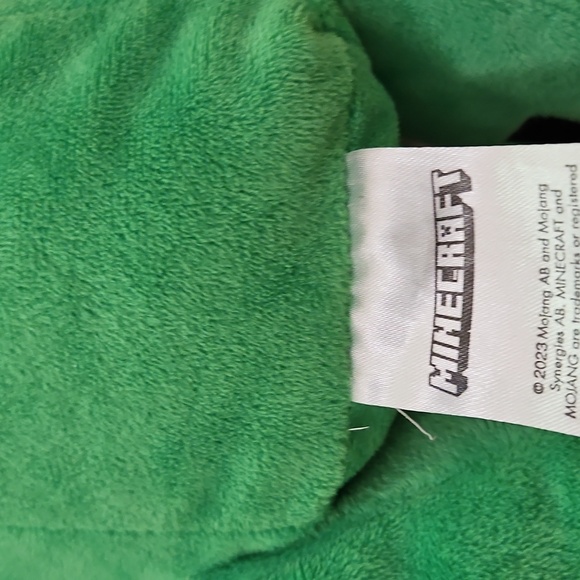 MINECRAFT
© 2023 Mojang AB and Mojang
Synergies AB. MINECRAFT and
MOJANG are trademarks or registered